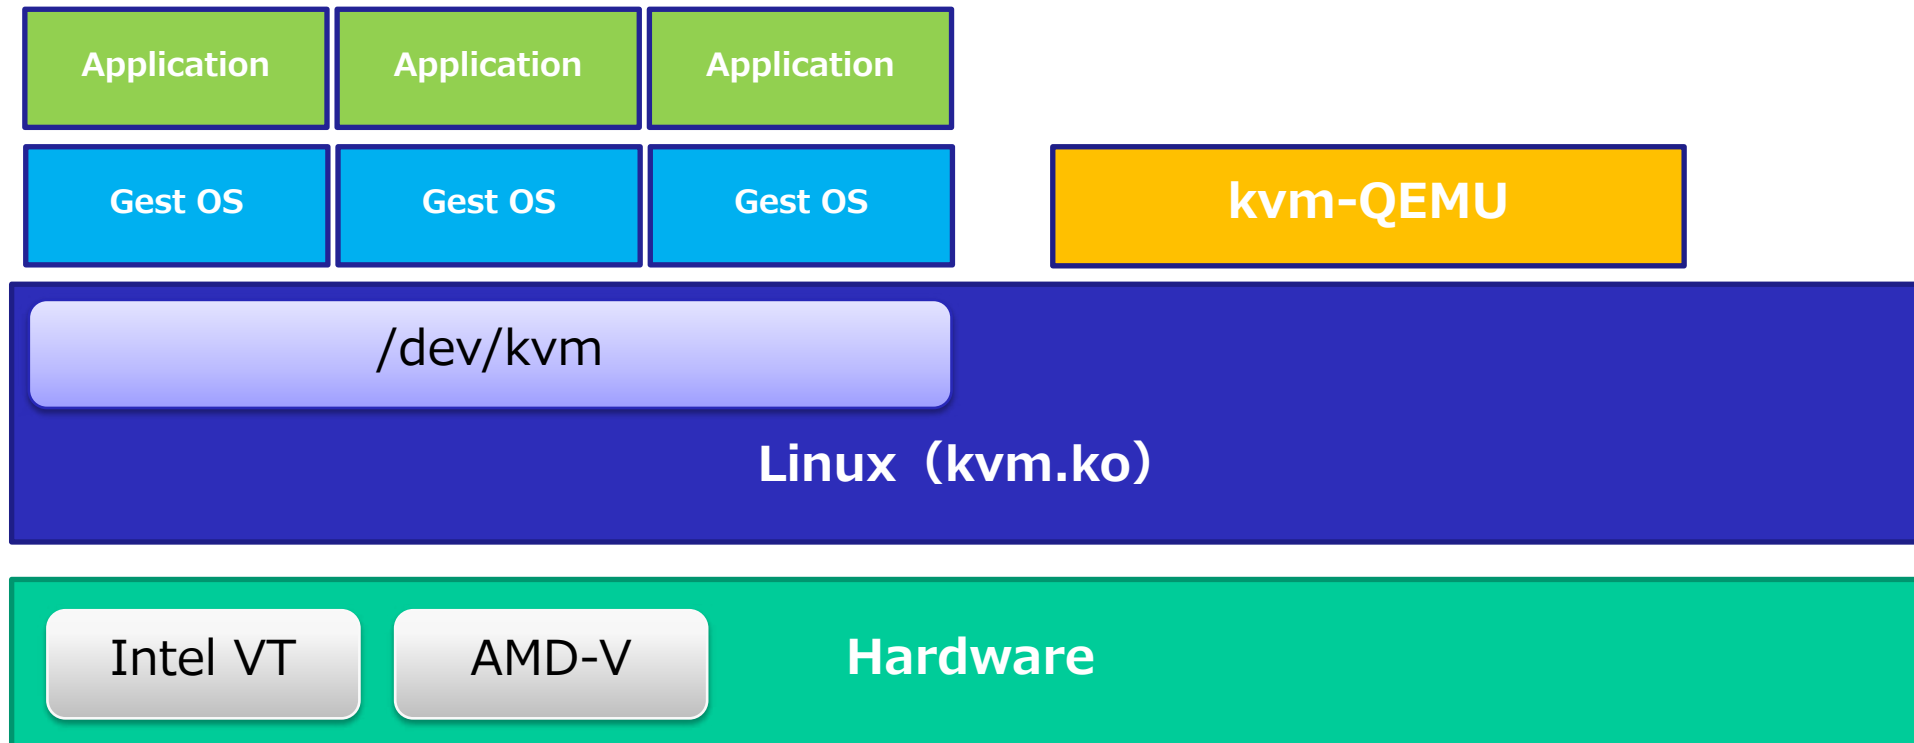 Application
Application
Application
Gest OS
Gest OS
Gest OS
kvm-QEMU
/dev/kvm
Linux（kvm.ko）
Intel VT
AMD-V
Hardware